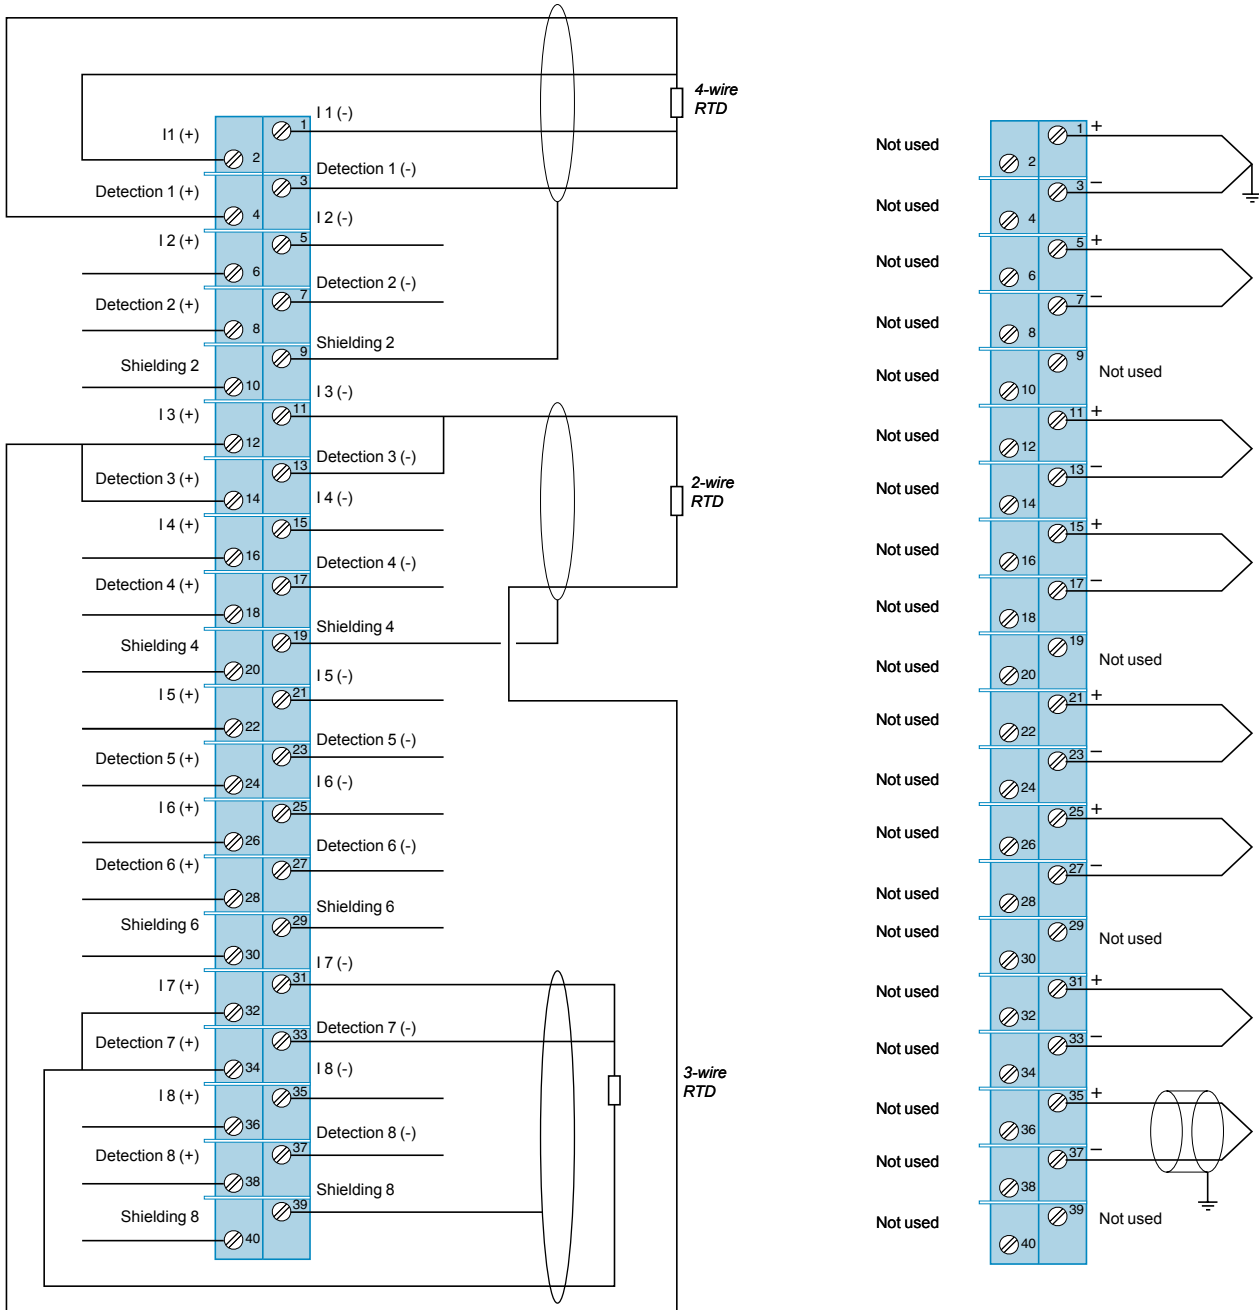 4-wire
RTD
I 1 (-)
I1 (+)
1
2
Detection 1 (-)
3
Detection 1 (+)
4
I 2 (-)
5
I 2 (+)
6
Detection 2 (-)
7
Detection 2 (+)
8
Shielding 2
9
Shielding 2
10
I 3 (-)
11
I 3 (+)
12
Detection 3 (-)
13
Detection 3 (+)
14
2-wire
RTD
I 4 (-)
15
I 4 (+)
16
Detection 4 (-)
17
Detection 4 (+)
18
Shielding 4
19
Shielding 4
20
I 5 (-)
21
I 5 (+)
22
Detection 5 (-)
23
Detection 5 (+)
24
I 6 (-)
25
I 6 (+)
26
Detection 6 (-)
27
Detection 6 (+)
28
Shielding 6
29
Shielding 6
30
I 7 (-)
31
I 7 (+)
32
Detection 7 (-)
33
Detection 7 (+)
34
3-wire
RTD
I 8 (-)
35
I 8 (+)
36
Detection 8 (-)
37
Detection 8 (+)
38
Shielding 8
39
Shielding 8
40
1 +
Not used
2
3 −
Not used
4
5 +
Not used
6
7 −
Not used
8
9
Not used
Not used
10
11 +
Not used
12
13 −
Not used
14
15 +
Not used
16
17 −
Not used
18
19
Not used
Not used
20
21 +
Not used
22
23 −
Not used
24
25 +
Not used
26
27 −
Not used
28
29
Not used
Not used
30
31 +
Not used
32
33 −
Not used
34
35 +
Not used
36
37 −
Not used
38
39
Not used
Not used
40